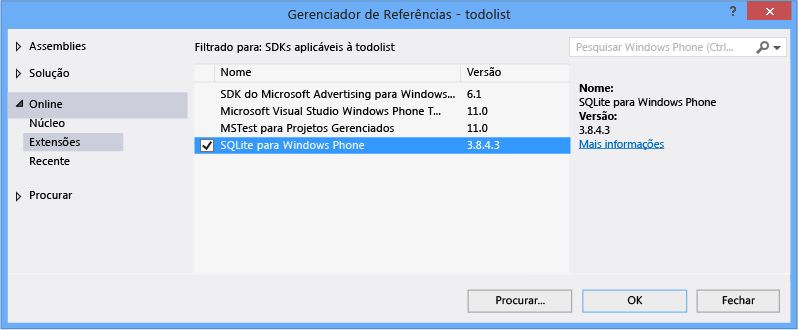 Gerenciador de Referências - todolist
?
Assemblies
Solução
Online
Núcleo
Extensões
Recente
Procurar
Filtrado para: SDKs aplicáveis à todolist
Pesquisar Windows Phone (Ctrl...
Nome Versão
SDK do Microsoft Advertising para Windows... 6.1
Microsoft Visual Studio Windows Phone T... 11.0
MSTest para Projetos Gerenciados 11.0
SQLite para Windows Phone 3.8.4.3
Nome:
SQLite para Windows Phone
Versão:
3.8.4.3
Mais informações
Procurar... OK Fechar